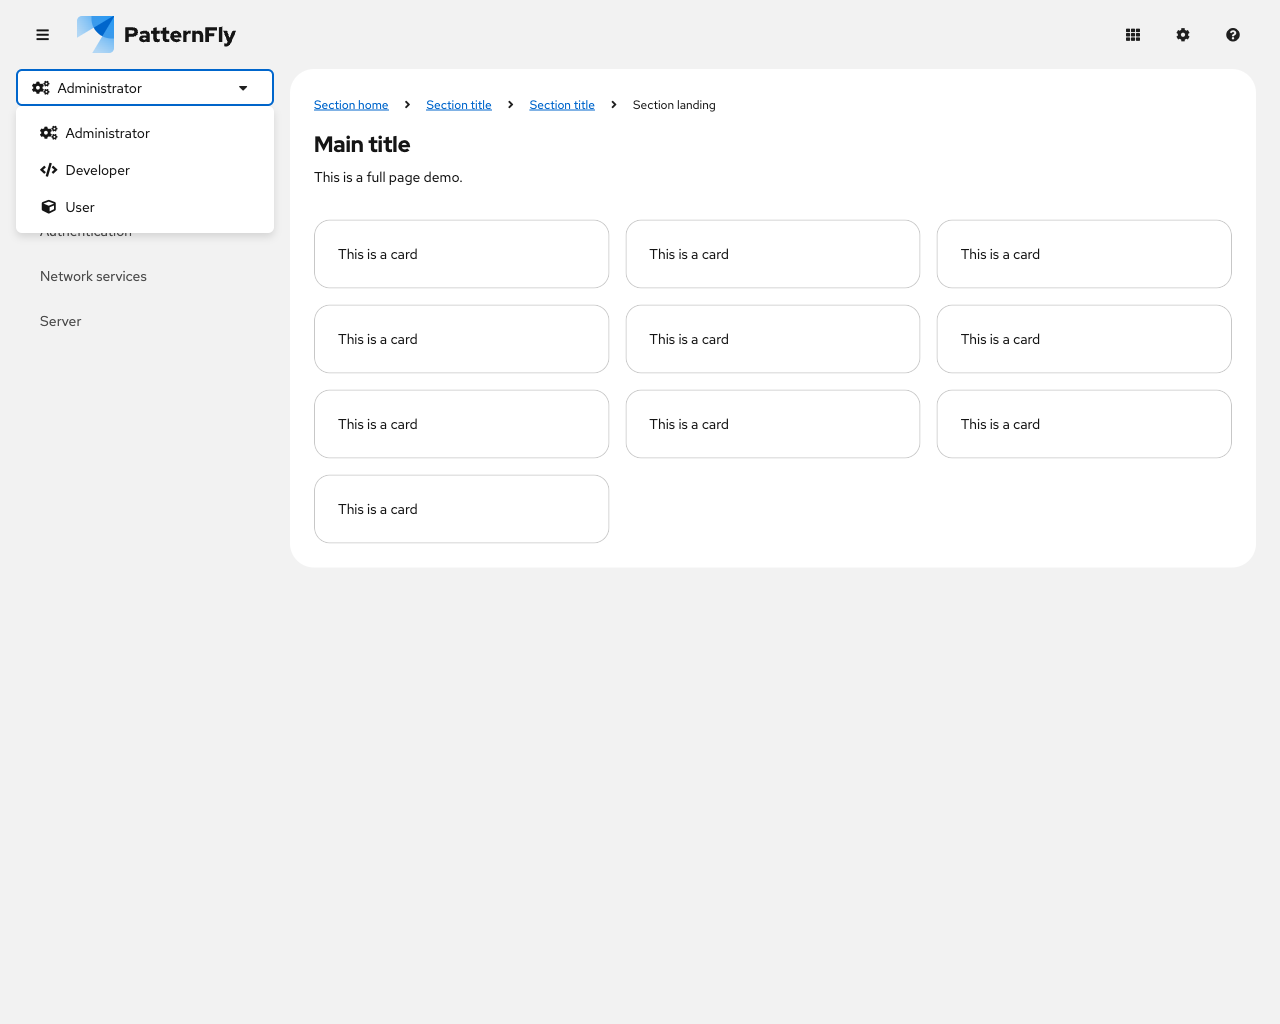 PatternFly
Administrator
Administrator
Developer
User
Network services
Server
Section home Section title Section title Section landing
Main title
This is a full page demo.
This is a card This is a card This is a card
This is a card This is a card This is a card
This is a card This is a card This is a card
This is a card